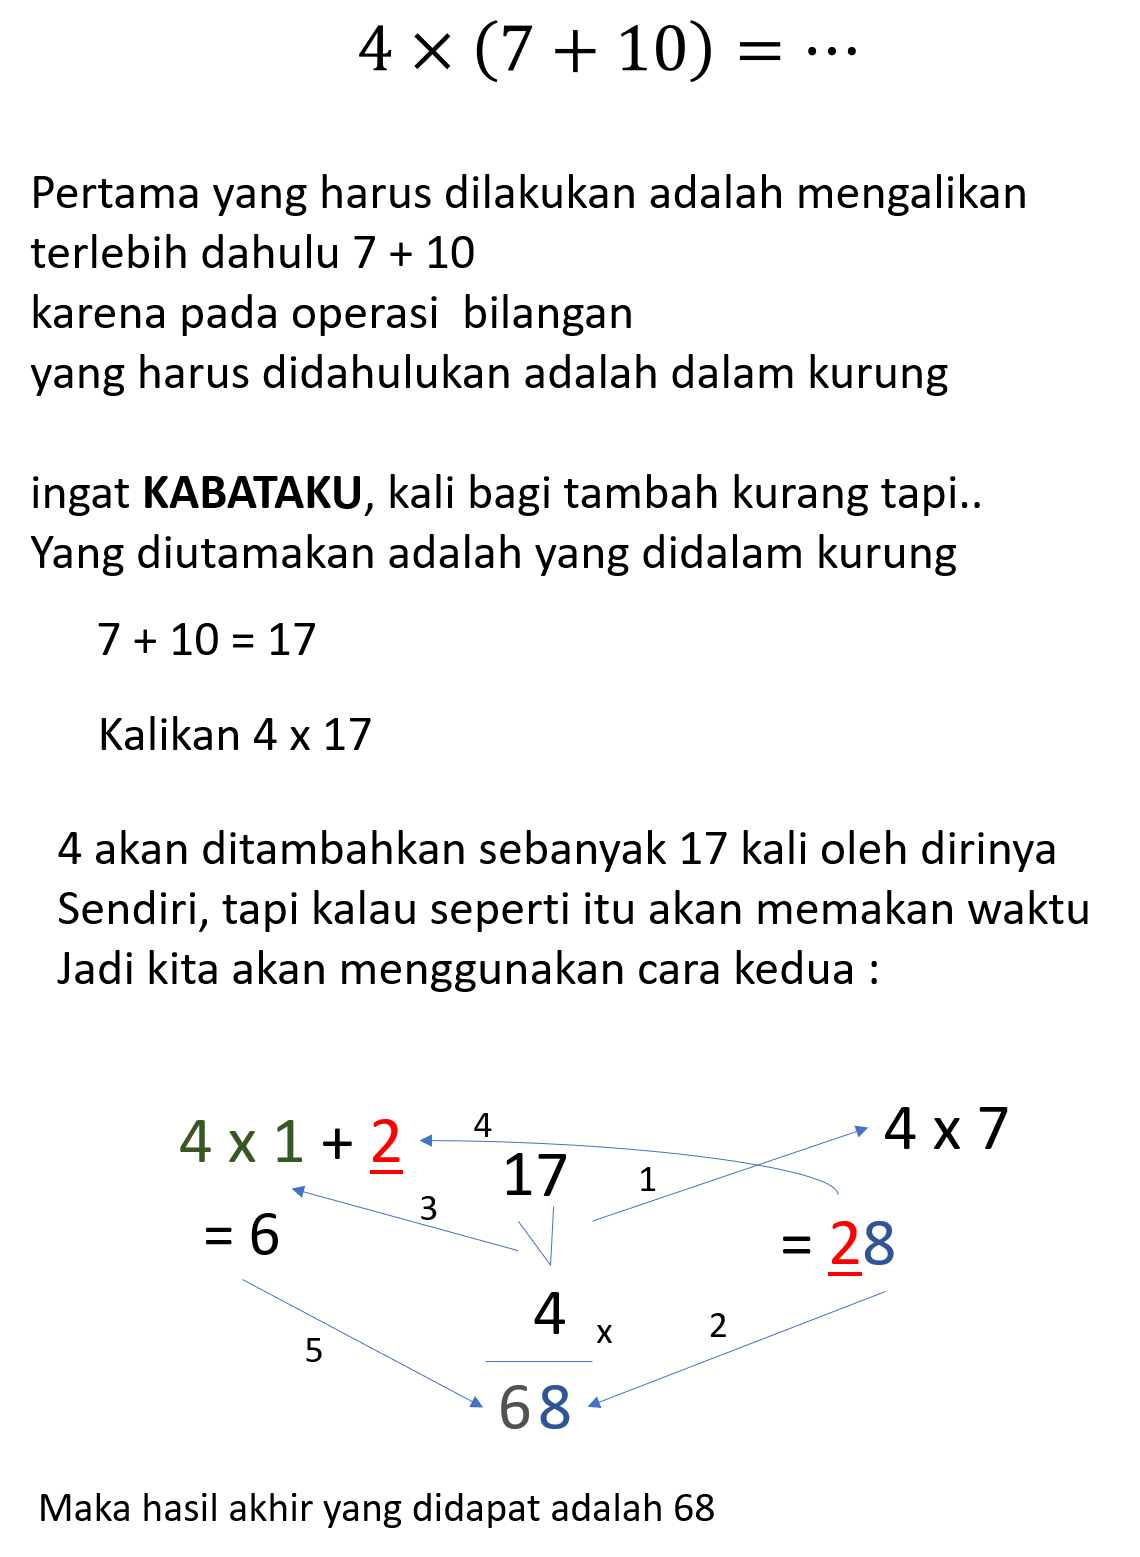 4 × (7 + 10) = ⋯
Pertama yang harus dilakukan adalah mengalikan
terlebih dahulu 7 + 10
karena pada operasi bilangan
yang harus didahulukan adalah dalam kurung
ingat KABATAKU, kali bagi tambah kurang tapi..
Yang diutamakan adalah yang didalam kurung
7 + 10 = 17
Kalikan 4 x 17
4 akan ditambahkan sebanyak 17 kali oleh dirinya
Sendiri, tapi kalau seperti itu akan memakan waktu
Jadi kita akan menggunakan cara kedua :
4 x 1 + 2
4
4 x 7
17
1
3
= 6
= 28
4 x
2
5
68
Maka hasil akhir yang didapat adalah 68